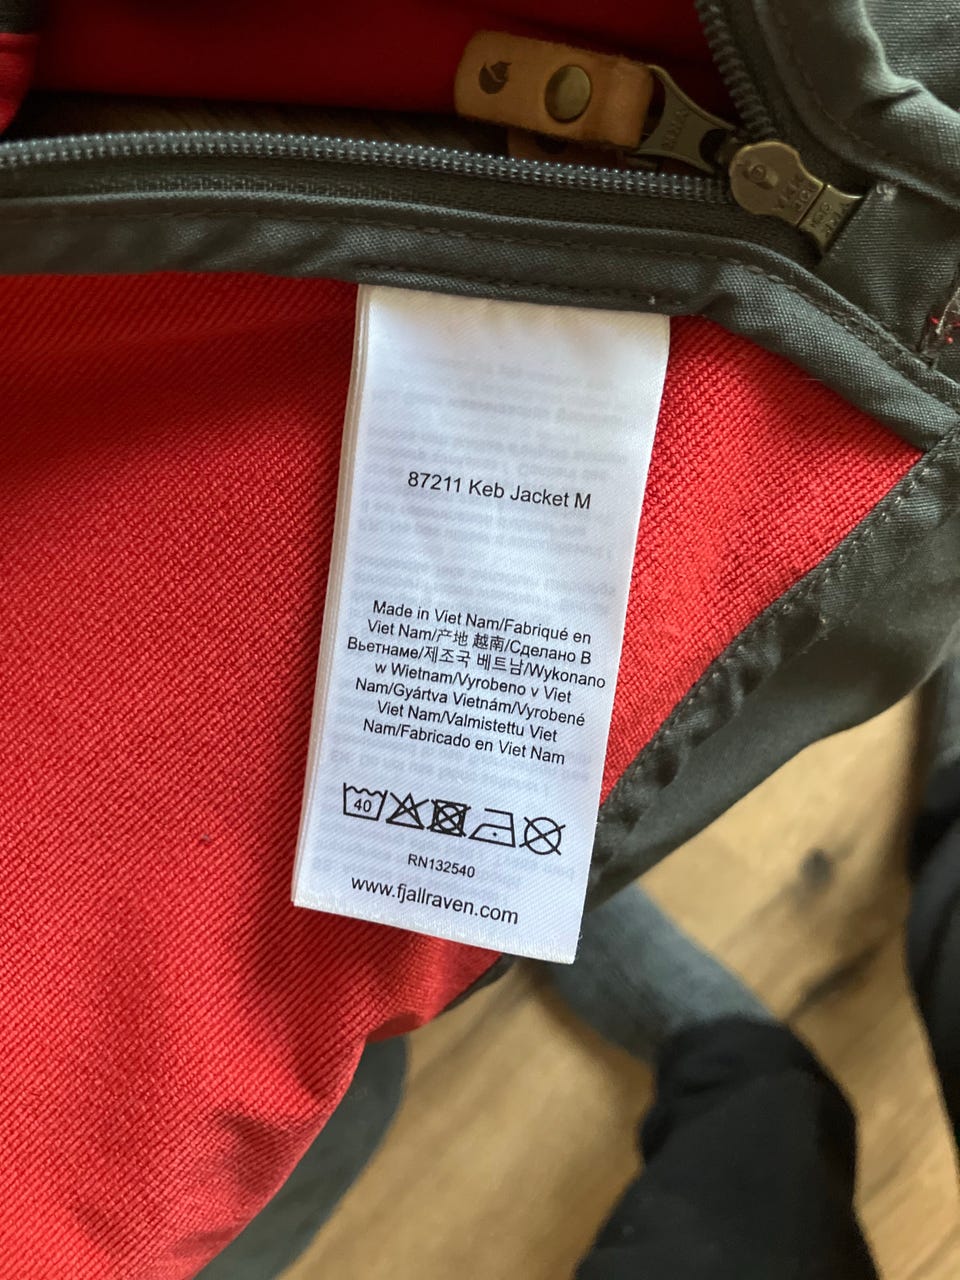 87211 Keb Jacket M
Made in Viet Nam/Fabriqué en
Viet Nam/产地 越南/Сделано В
Вьетнаме/제조국 베트남/Wykonano
w Wietnam/Vyrobeno v Viet
Nam/Gyártva Vietnám/Vyrobené
Viet Nam/Valmistettu Viet
Nam/Fabricado en Viet Nam
40
RN132540
www.fjallraven.com
YKK